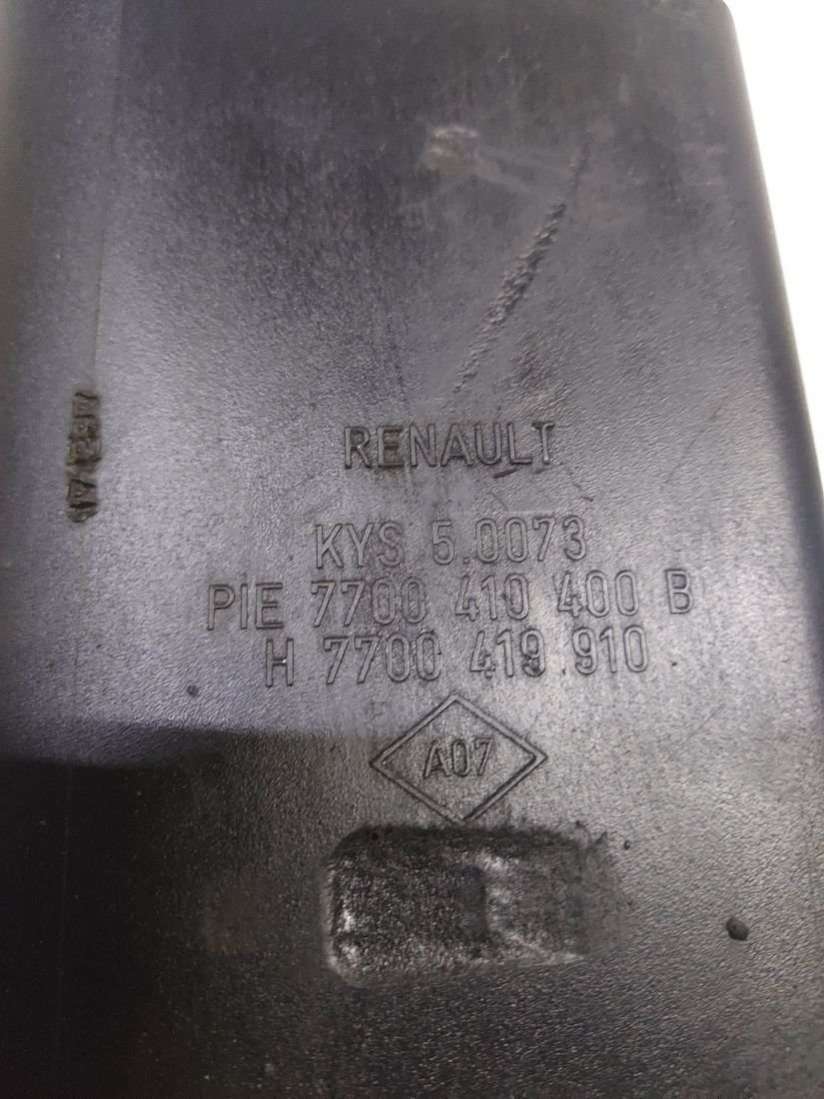 RENAULT
KYS 5.0073
PIE 7700 410 400 B
H 7700 419 910
A07